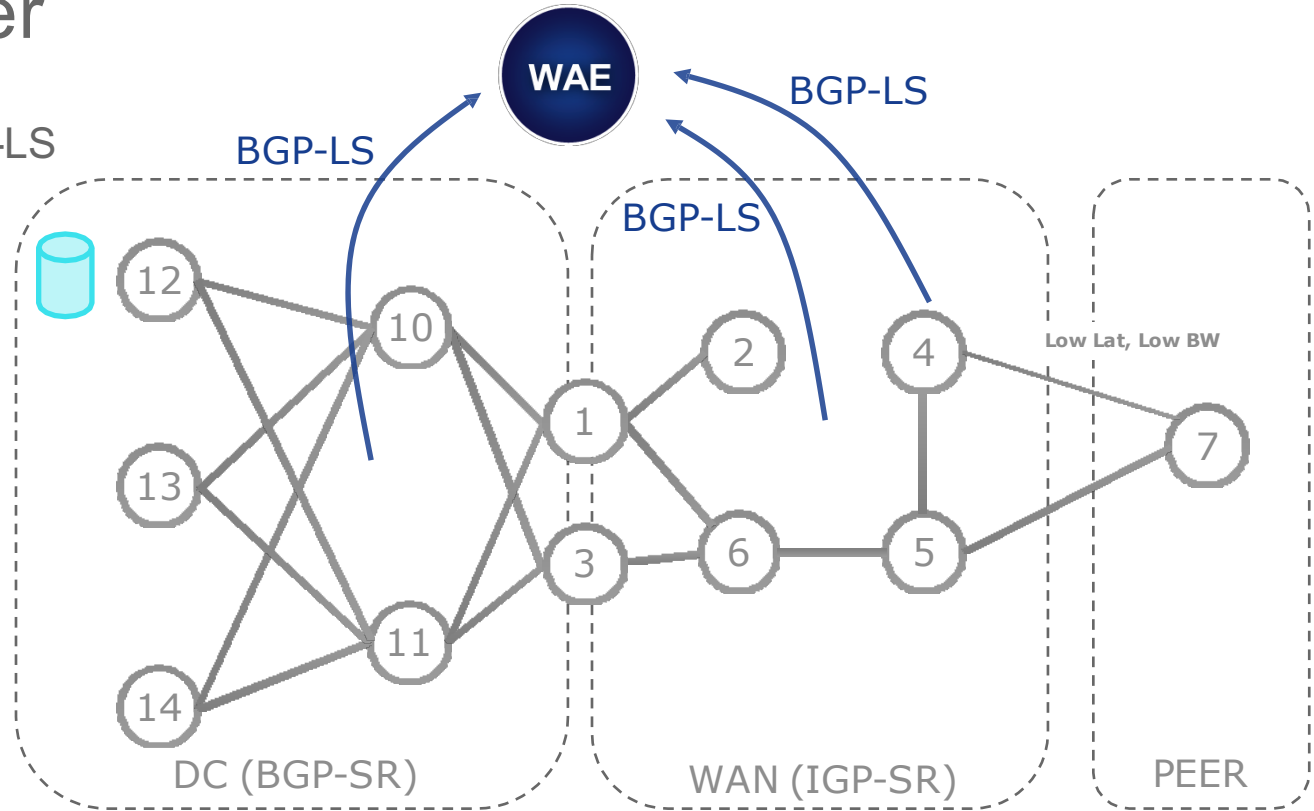 er
-LS
WAE
BGP-LS
BGP-LS
BGP-LS
12
10
2
4
Low Lat, Low BW
1
7
13
3
6
5
11
14
DC (BGP-SR)
WAN (IGP-SR)
PEER